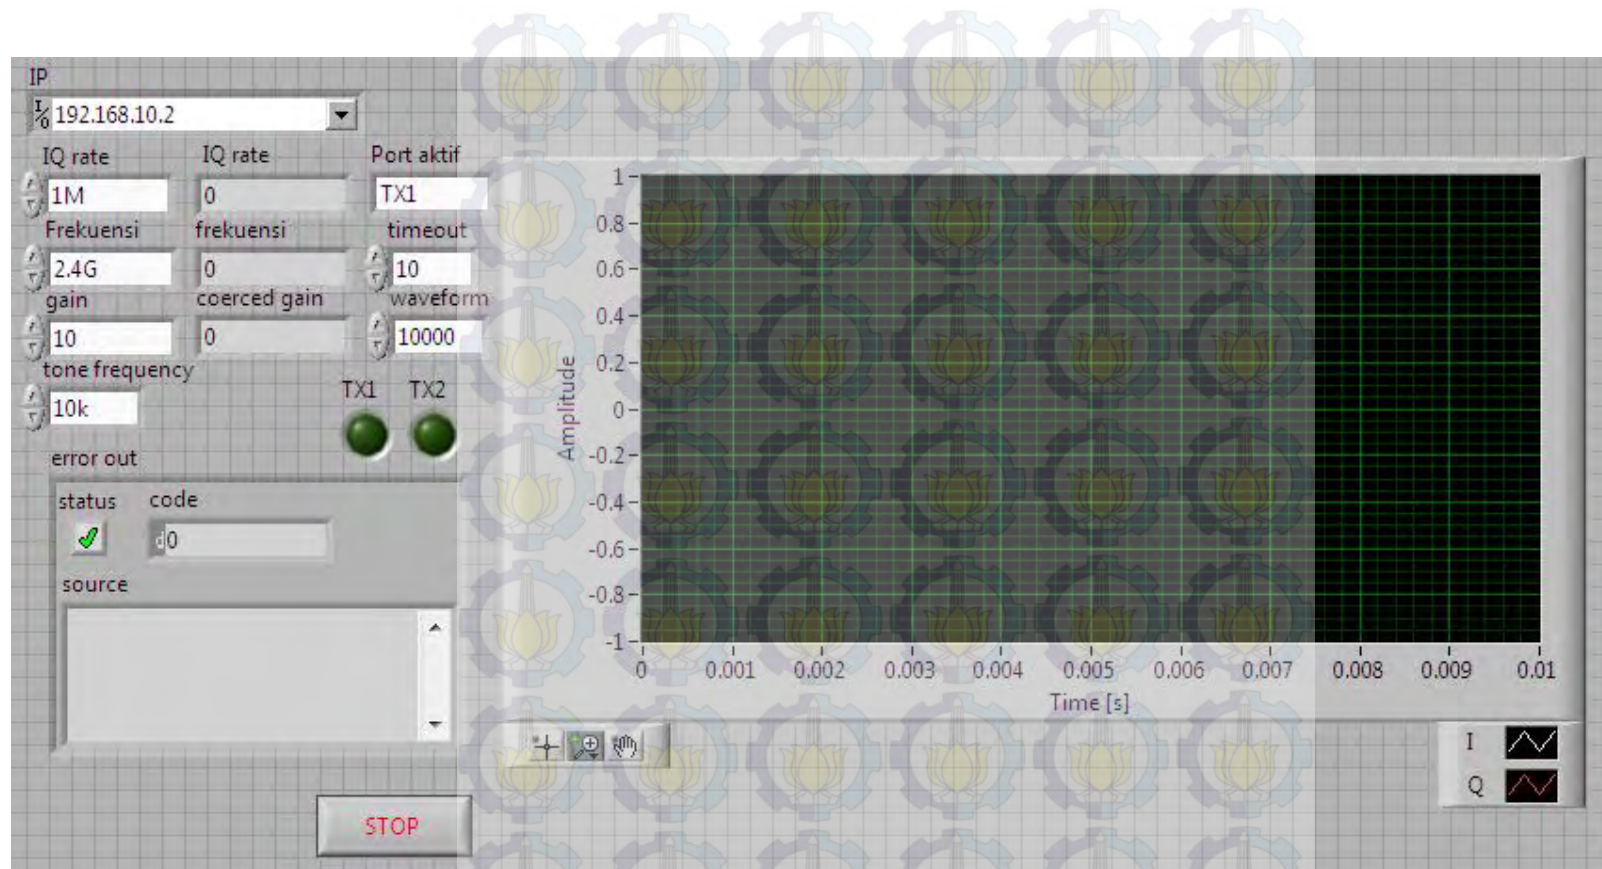 IP
192.168.10.2
IQ rate IQ rate Port aktif
1M 0 TX1
Frekuensi frekuensi timeout
2.4G 0 10
gain coerced gain waveform
10 0 10000
tone frequency
10k
TX1 TX2
error out
status code
d0
source
STOP
Amplitude
1
0.8
0.6
0.4
0.2
0
-0.2
-0.4
-0.6
-0.8
-1
0 0.001 0.002 0.003 0.004 0.005 0.006 0.007 0.008 0.009 0.01
Time [s]
I
Q